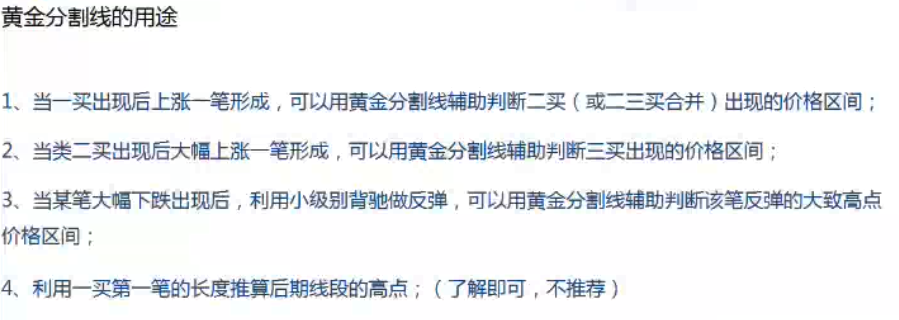 黄金分割线的用途
1、当一买出现后上涨一笔形成，可以用黄金分割线辅助判断二买（或二三买合并）出现的价格区间；
2、当类二买出现后大幅上涨一笔形成，可以用黄金分割线辅助判断三买出现的价格区间；
3、当某笔大幅下跌出现后，利用小级别背驰做反弹，可以用黄金分割线辅助判断该笔反弹的大致高点
价格区间；
4、利用一买第一笔的长度推算后期线段的高点；（了解即可，不推荐）